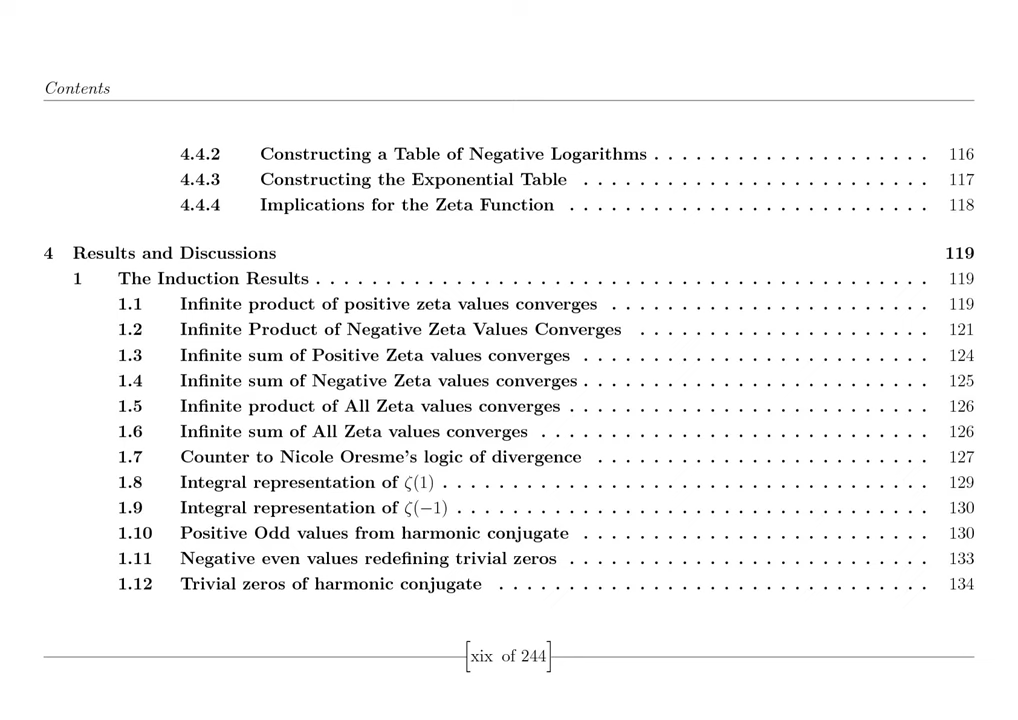 Contents
4.4.2 Constructing a Table of Negative Logarithms . . . . . . . . . . . . . . . . . . . . 116
4.4.3 Constructing the Exponential Table . . . . . . . . . . . . . . . . . . . . . . . . . 117
4.4.4 Implications for the Zeta Function . . . . . . . . . . . . . . . . . . . . . . . . . . 118
4 Results and Discussions 119
1 The Induction Results . . . . . . . . . . . . . . . . . . . . . . . . . . . . . . . . . . . . . . . . . . . . 119
1.1 Infinite product of positive zeta values converges . . . . . . . . . . . . . . . . . . . . . . . 119
1.2 Infinite Product of Negative Zeta Values Converges . . . . . . . . . . . . . . . . . . . . . 121
1.3 Infinite sum of Positive Zeta values converges . . . . . . . . . . . . . . . . . . . . . . . . . 124
1.4 Infinite sum of Negative Zeta values converges . . . . . . . . . . . . . . . . . . . . . . . . . 125
1.5 Infinite product of All Zeta values converges . . . . . . . . . . . . . . . . . . . . . . . . . . 126
1.6 Infinite sum of All Zeta values converges . . . . . . . . . . . . . . . . . . . . . . . . . . . . 126
1.7 Counter to Nicole Oresme's logic of divergence . . . . . . . . . . . . . . . . . . . . . . . . 127
1.8 Integral representation of ζ(1) . . . . . . . . . . . . . . . . . . . . . . . . . . . . . . . . . . . 129
1.9 Integral representation of ζ(−1) . . . . . . . . . . . . . . . . . . . . . . . . . . . . . . . . . . 130
1.10 Positive Odd values from harmonic conjugate . . . . . . . . . . . . . . . . . . . . . . . . . 130
1.11 Negative even values redefining trivial zeros . . . . . . . . . . . . . . . . . . . . . . . . . . 133
1.12 Trivial zeros of harmonic conjugate . . . . . . . . . . . . . . . . . . . . . . . . . . . . . . . 134
[xix of 244]